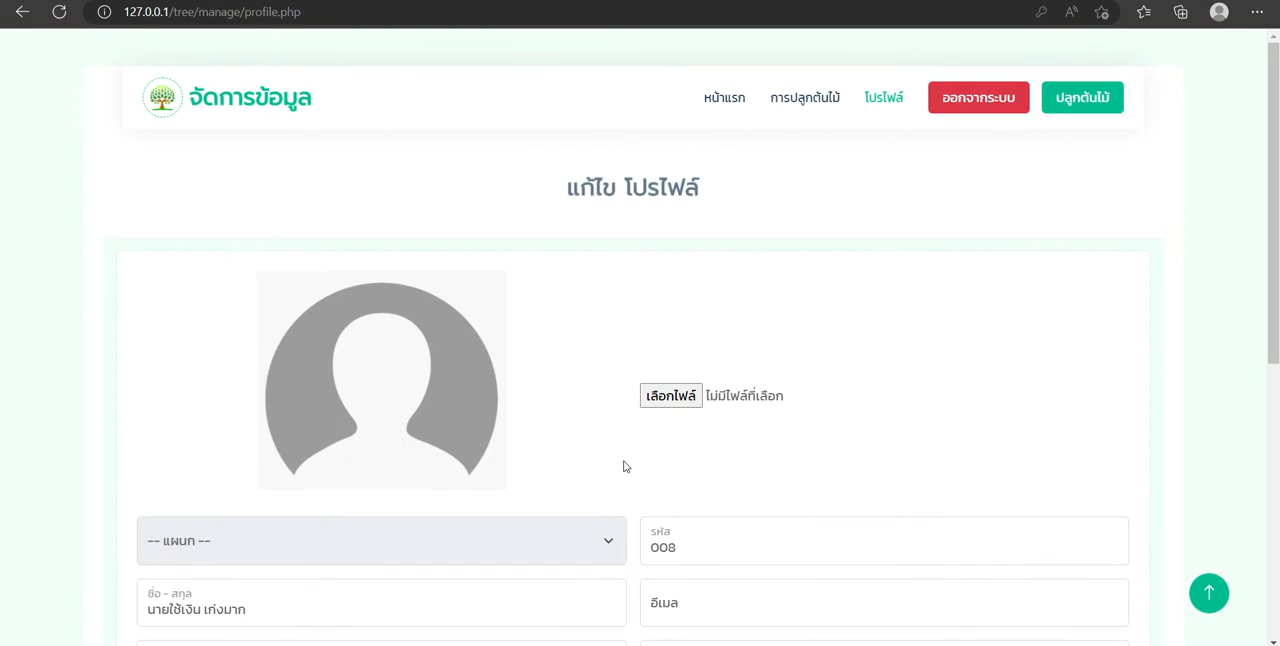 127.0.0.1/tree/manage/profile.php
จัดการข้อมูล
หน้าแรก
การปลูกต้นไม้
โปรไฟล์
ออกจากระบบ
ปลูกต้นไม้
แก้ไข โปรไฟล์
เลือกไฟล์ ไม่มีไฟล์ที่เลือก
-- แผนก --
รหัส
008
ชื่อ - สกุล
นายใช้เงิน เก่งมาก
อีเมล